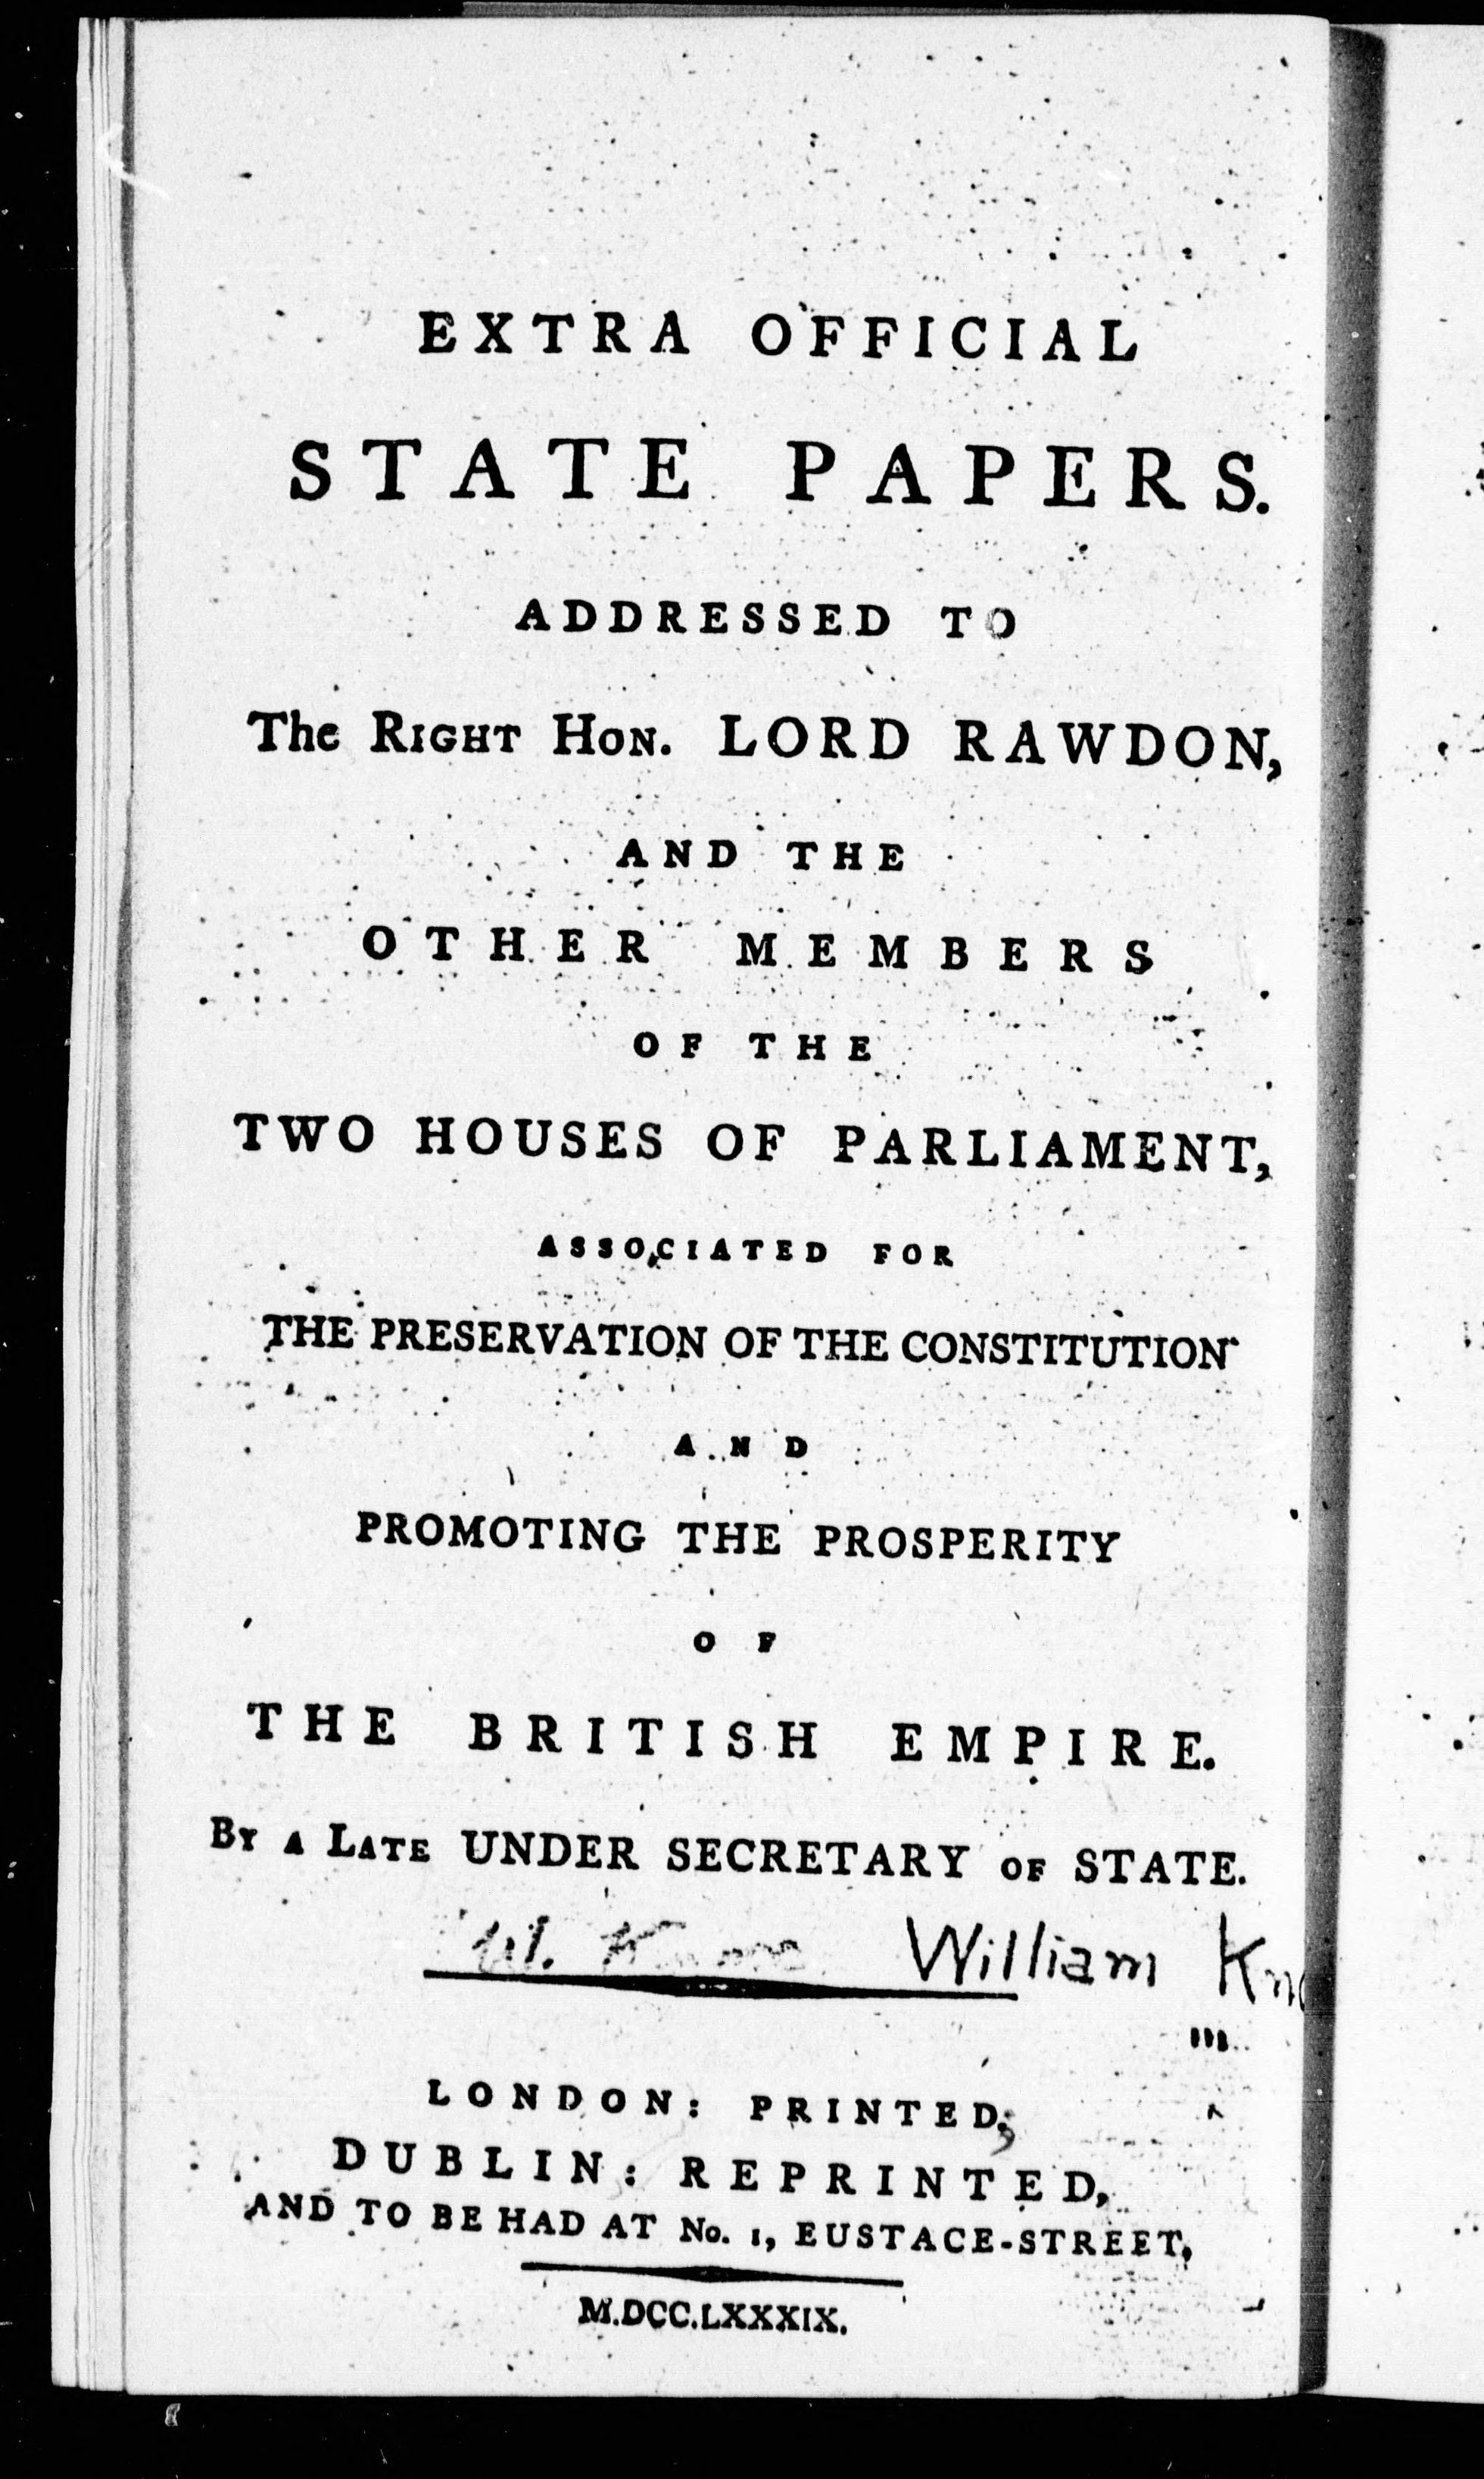 EXTRA OFFICIAL
STATE PAPERS.
ADDRESSED TO
The RIGHT HON. LORD RAWDON,
AND THE
OTHER MEMBERS
OF THE
TWO HOUSES OF PARLIAMENT,
ASSOCIATED FOR
THE PRESERVATION OF THE CONSTITUTION
AND
PROMOTING THE PROSPERITY
OF
THE BRITISH EMPIRE.
BY A LATE UNDER SECRETARY OF STATE.
W. William
LONDON: PRINTED;
DUBLIN: REPRINTED,
AND TO BE HAD AT No. 1, EUSTACE-STREET,
M.DCC.LXXXIX.